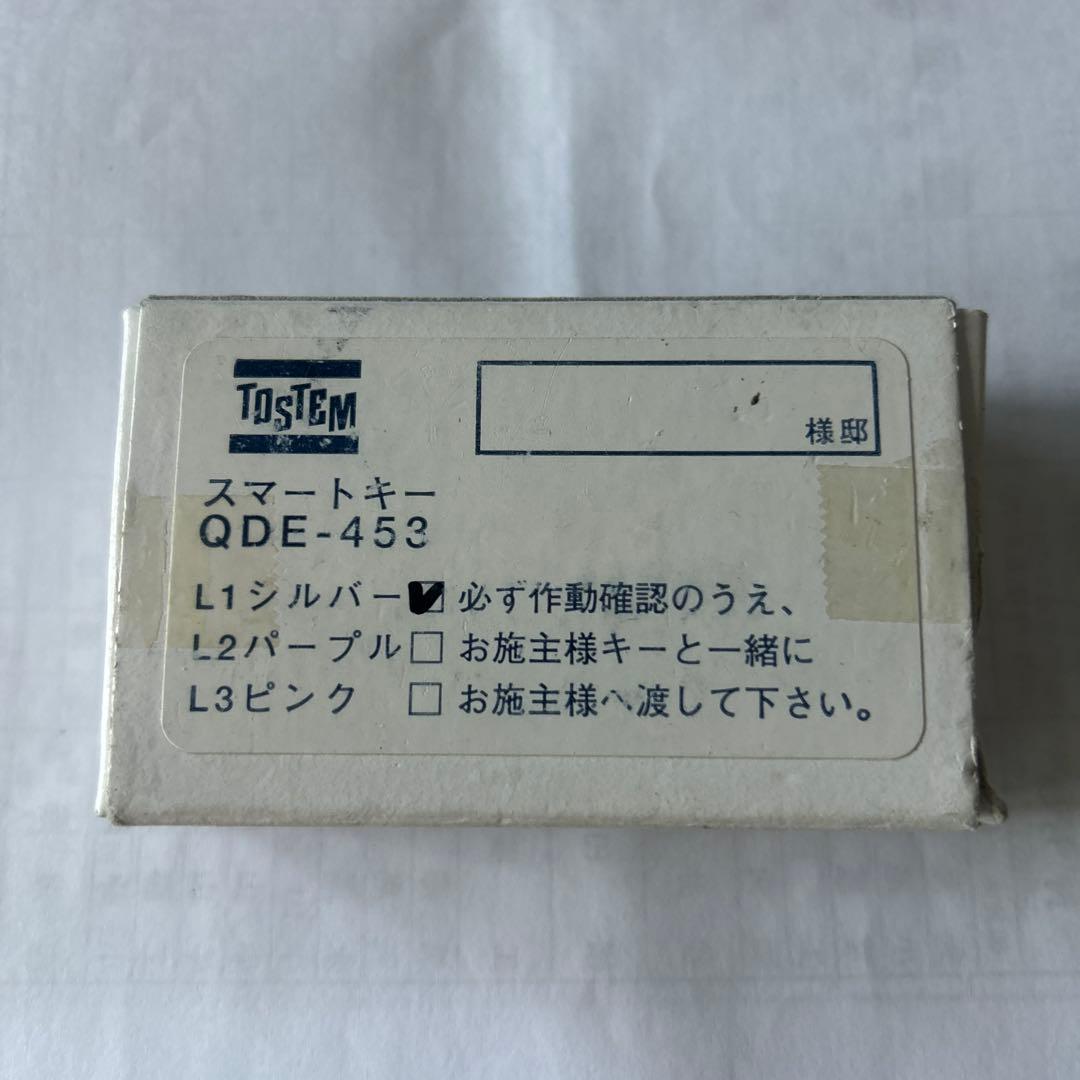 TOSTEM
様邸
スマートキー
QDE-453
L1シルバー☑必ず作動確認のうえ、
L2パープル□お施主様キーと一緒に
L3ピンク □お施主様へ渡して下さい。